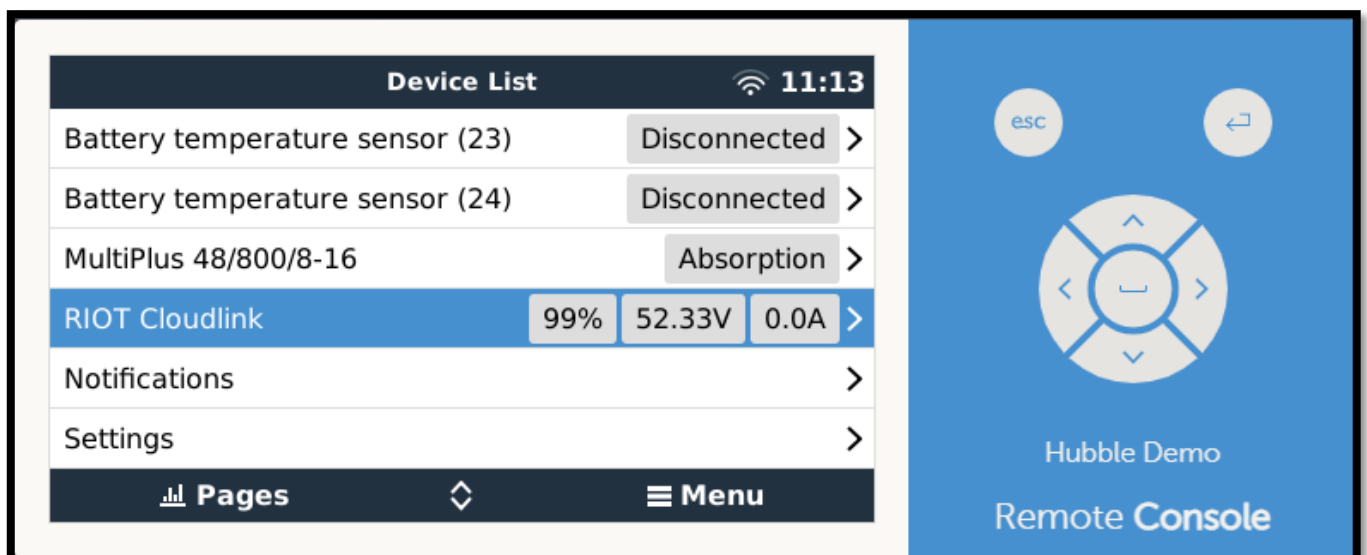 Device List 11:13
Battery temperature sensor (23) Disconnected
Battery temperature sensor (24) Disconnected
MultiPlus 48/800/8-16 Absorption
RIOT Cloudlink 99% 52.33V 0.0A
Notifications
Settings
Pages Menu
esc
Hubble Demo
Remote Console